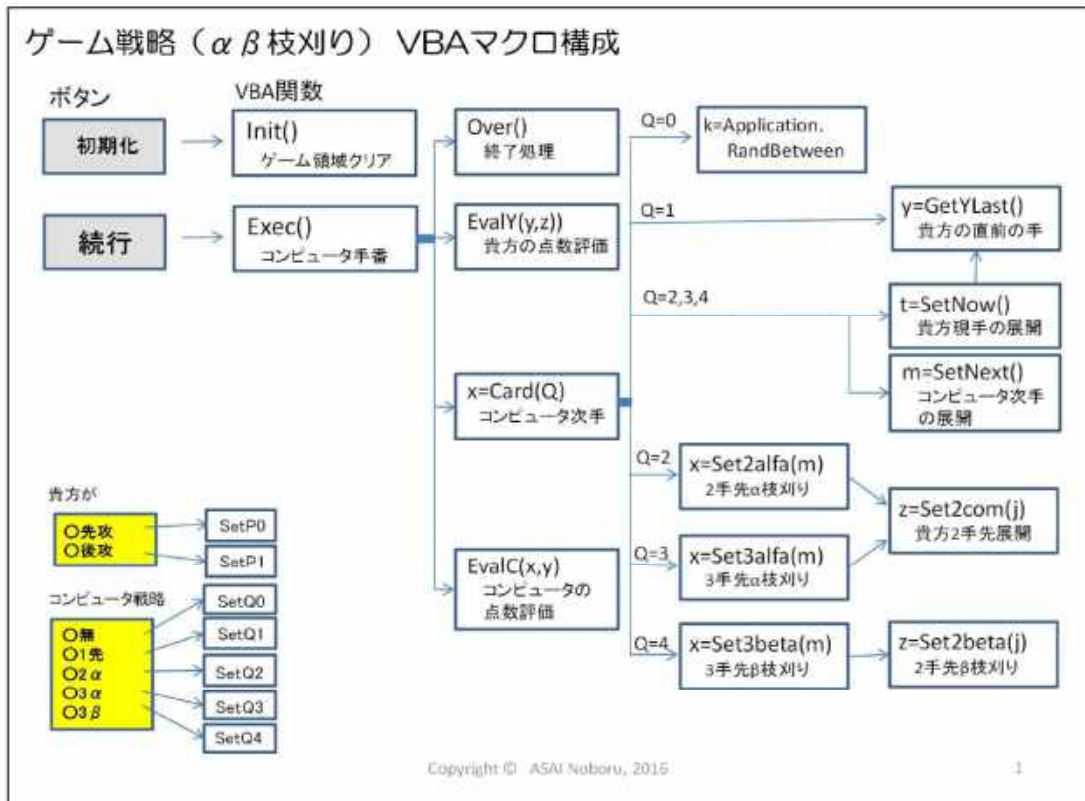 ゲーム戦略（αβ枝刈り） VBAマクロ構成
ボタン
VBA関数
初期化
Init()
ゲーム領域クリア
Over()
終了処理
Q=0
k=Application.
RandBetween
続行
Exec()
コンピュータ手番
EvalY(y,z))
貴方の点数評価
Q=1
y=GetYLast()
貴方の直前の手
Q=2,3,4
t=SetNow()
貴方現手の展開
m=SetNext()
コンピュータ次手
の展開
x=Card(Q)
コンピュータ次手
Q=2
x=Set2alfa(m)
2手先α枝刈り
z=Set2com(j)
貴方2手先展開
Q=3
x=Set3alfa(m)
3手先α枝刈り
EvalC(x,y)
コンピュータの
点数評価
Q=4
x=Set3beta(m)
3手先β枝刈り
z=Set2beta(j)
2手先β枝刈り
貴方が
〇先攻
〇後攻
SetP0
SetP1
コンピュータ戦略
〇無
〇1先
〇2α
〇3α
〇3β
SetQ0
SetQ1
SetQ2
SetQ3
SetQ4
Copyright © ASAI Noboru, 2016
1